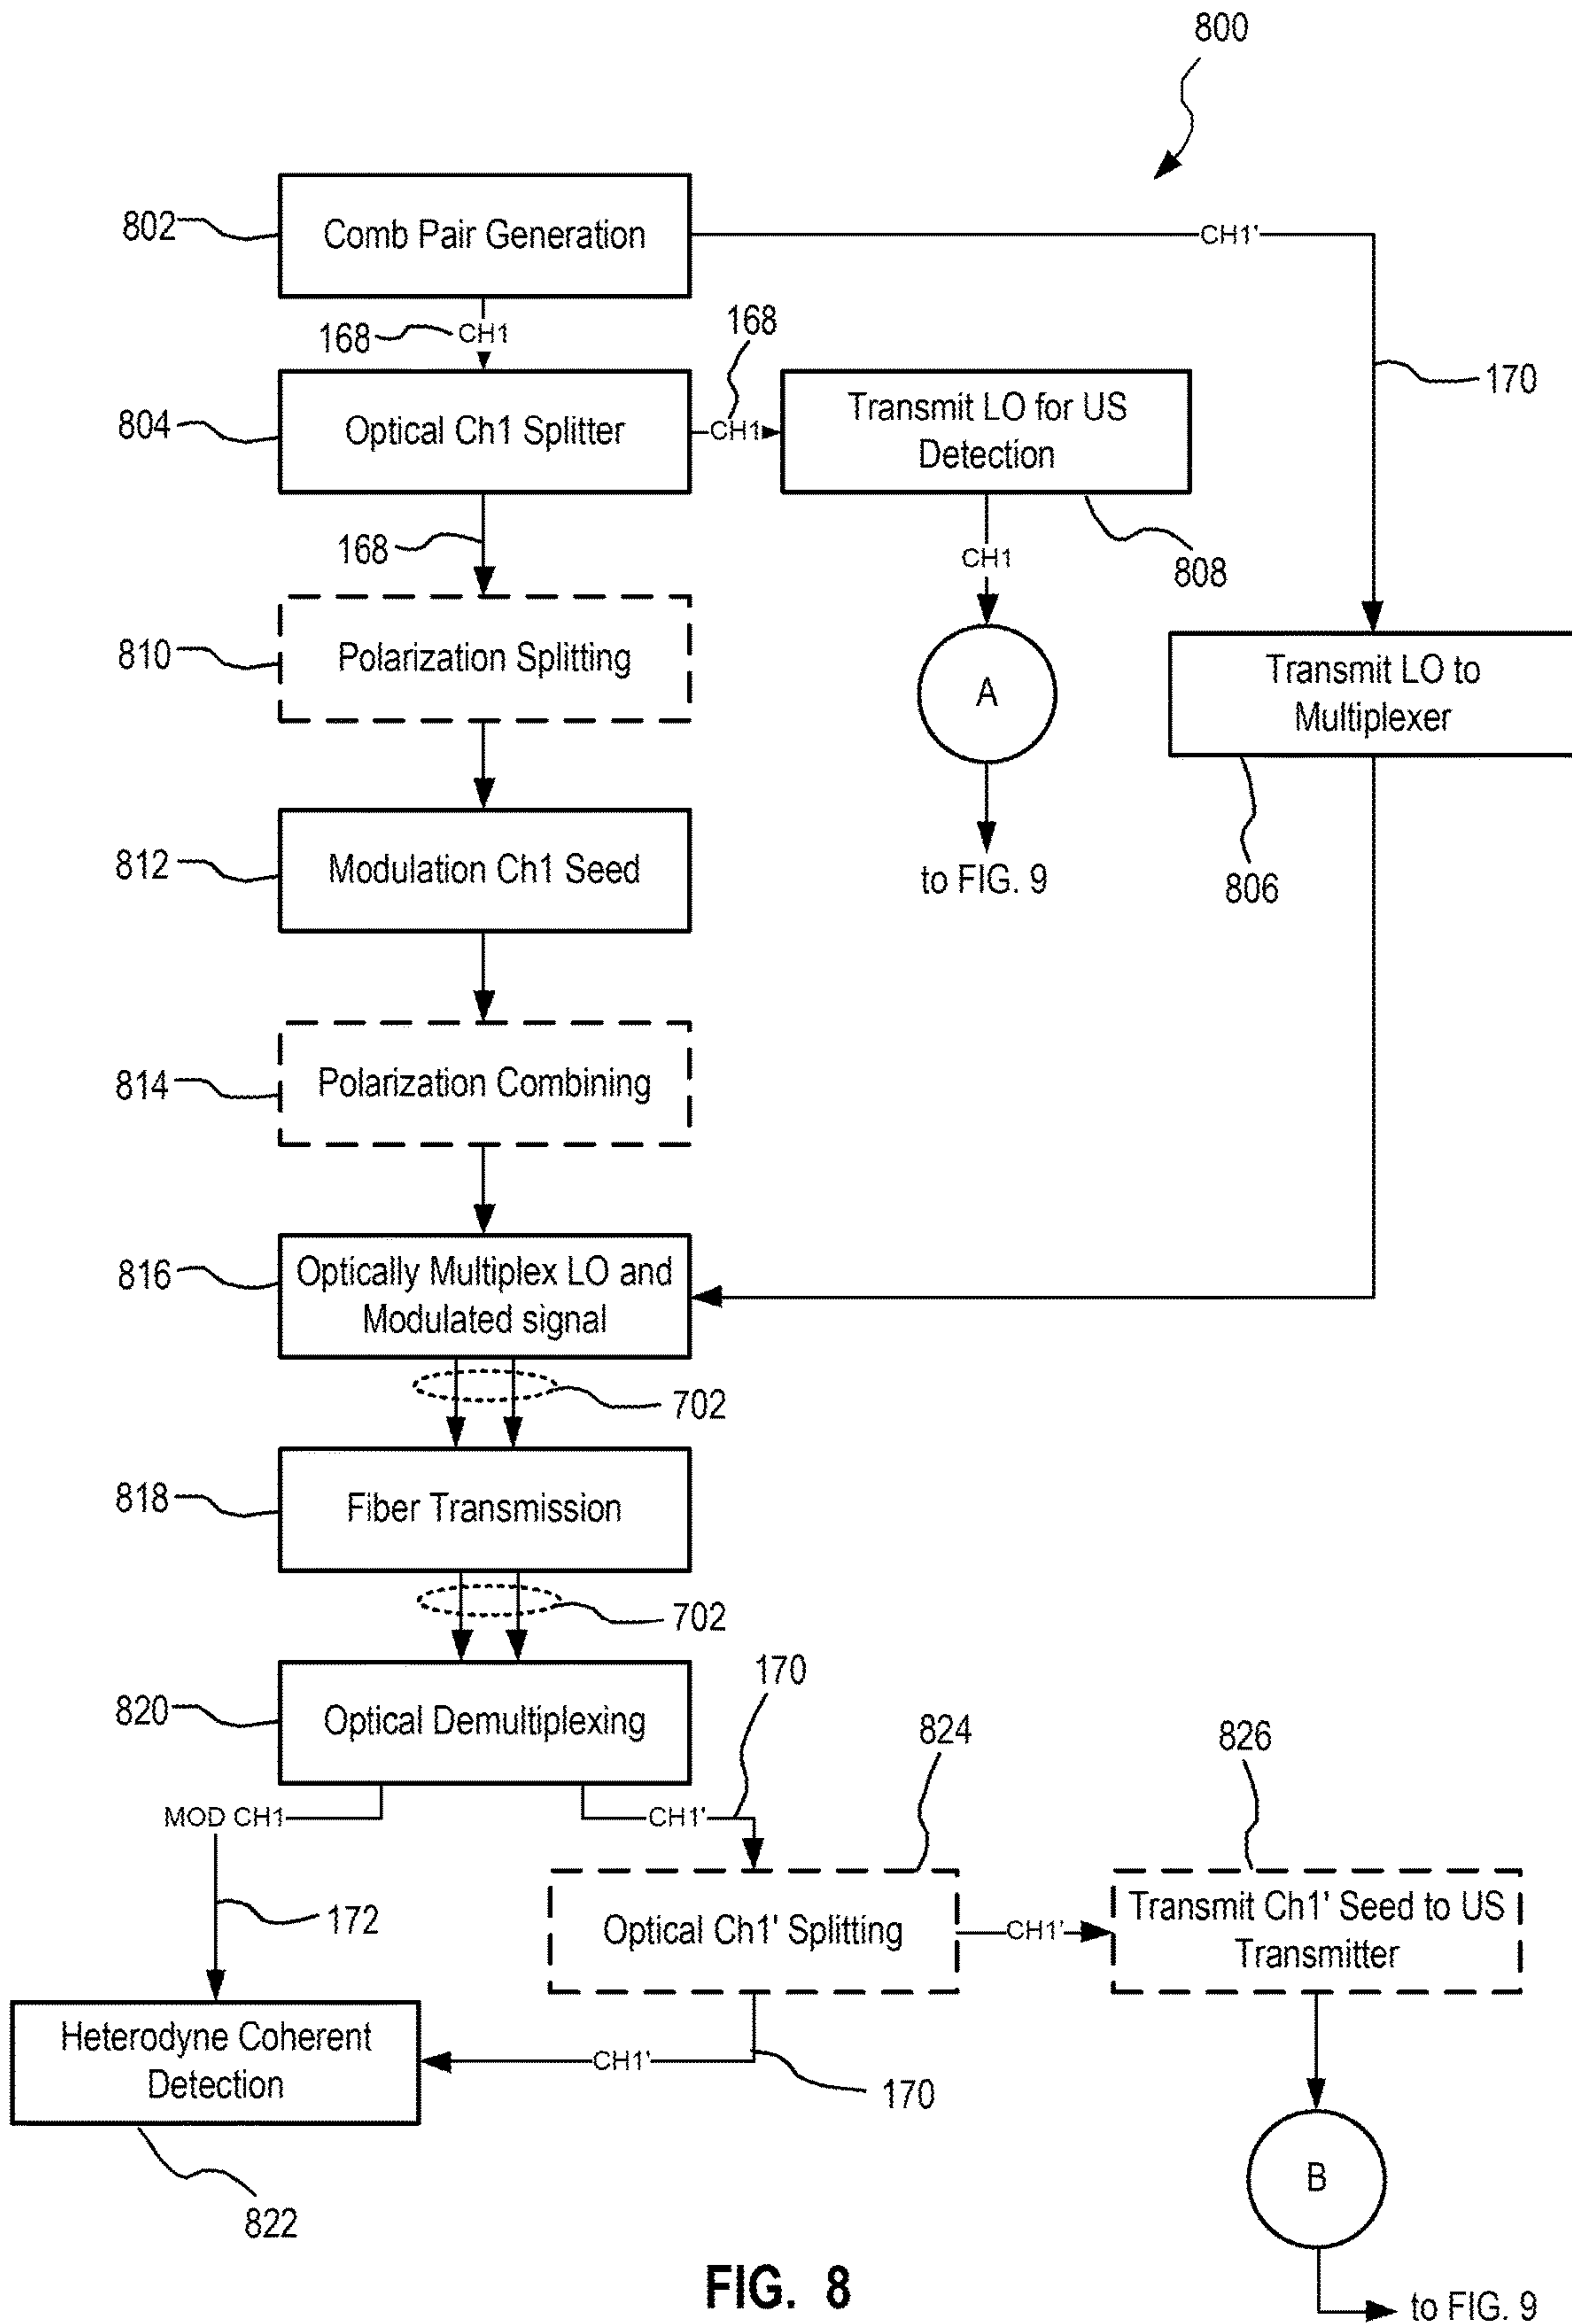 800
802
Comb Pair Generation
CH1'
168
CH1
168
170
804
Optical Ch1 Splitter
CH1
Transmit LO for US
Detection
168
CH1
808
810
Polarization Splitting
A
Transmit LO to
Multiplexer
812
Modulation Ch1 Seed
to FIG. 9
806
814
Polarization Combining
816
Optically Multiplex LO and
Modulated signal
702
818
Fiber Transmission
702
820
Optical Demultiplexing
170
824
826
MOD CH1
CH1'
172
Optical Ch1' Splitting
CH1'
Transmit Ch1' Seed to US
Transmitter
Heterodyne Coherent
Detection
CH1'
170
822
B
FIG. 8
to FIG. 9